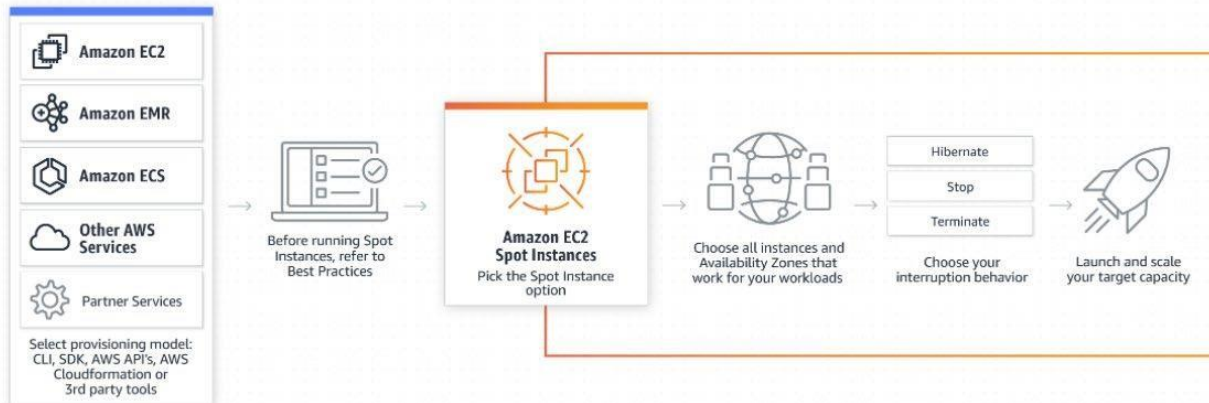 Amazon EC2
Amazon EMR
Amazon ECS
Other AWS
Services
Partner Services
Select provisioning model:
CLI, SDK, AWS API's, AWS
Cloudformation or
3rd party tools
Before running Spot
Instances, refer to
Best Practices
Amazon EC2
Spot Instances
Pick the Spot Instance
option
Choose all instances and
Availability Zones that
work for your workloads
Hibernate
Stop
Terminate
Choose your
interruption behavior
Launch and scale
your target capacity